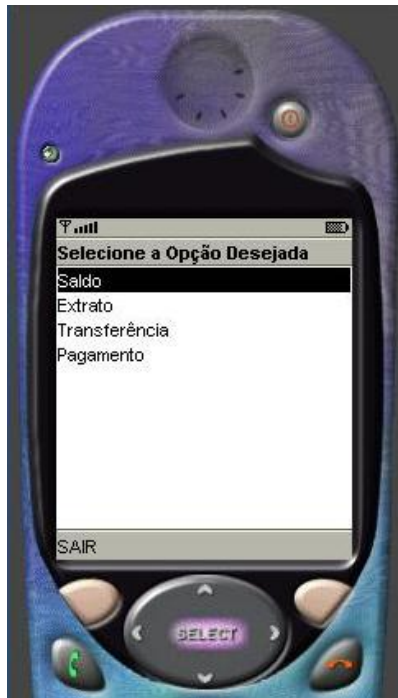 Selecione a Opção Desejada
Saldo
Extrato
Transferência
Pagamento
SAIR
SELECT